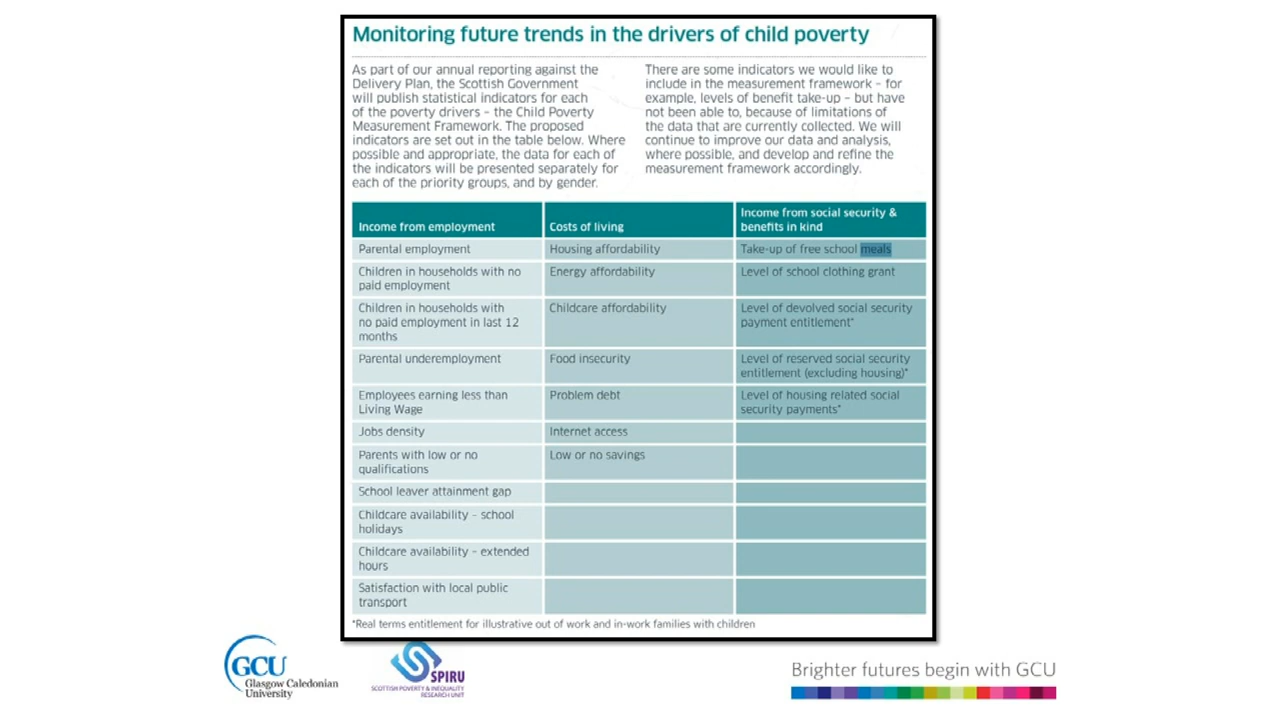 Monitoring future trends in the drivers of child poverty
As part of our annual reporting against the
Delivery Plan, the Scottish Government
will publish statistical indicators for each
of the poverty drivers – the Child Poverty
Measurement Framework. The proposed
indicators are set out in the table below. Where
possible and appropriate, the data for each of
the indicators will be presented separately for
each of the priority groups, and by gender.
There are some indicators we would like to
include in the measurement framework – for
example, levels of benefit take-up – but have
not been able to, because of limitations of
the data that are currently collected. We will
continue to improve our data and analysis,
where possible, and develop and refine the
measurement framework accordingly.
Income from employment
Costs of living
Income from social security &
benefits in kind
Parental employment
Housing affordability
Take-up of free school meals
Children in households with no
paid employment
Energy affordability
Level of school clothing grant
Children in households with
no paid employment in last 12
months
Childcare affordability
Level of devolved social security
payment entitlement*
Parental underemployment
Food insecurity
Level of reserved social security
entitlement (excluding housing)*
Employees earning less than
Living Wage
Problem debt
Level of housing related social
security payments*
Jobs density
Internet access
Parents with low or no
qualifications
Low or no savings
School leaver attainment gap
Childcare availability – school
holidays
Childcare availability – extended
hours
Satisfaction with local public
transport
*Real terms entitlement for illustrative out of work and in-work families with children
GCU
Glasgow Caledonian
University
SPIRU
SCOTTISH POVERTY & INEQUALITY
RESEARCH UNIT
Brighter futures begin with GCU